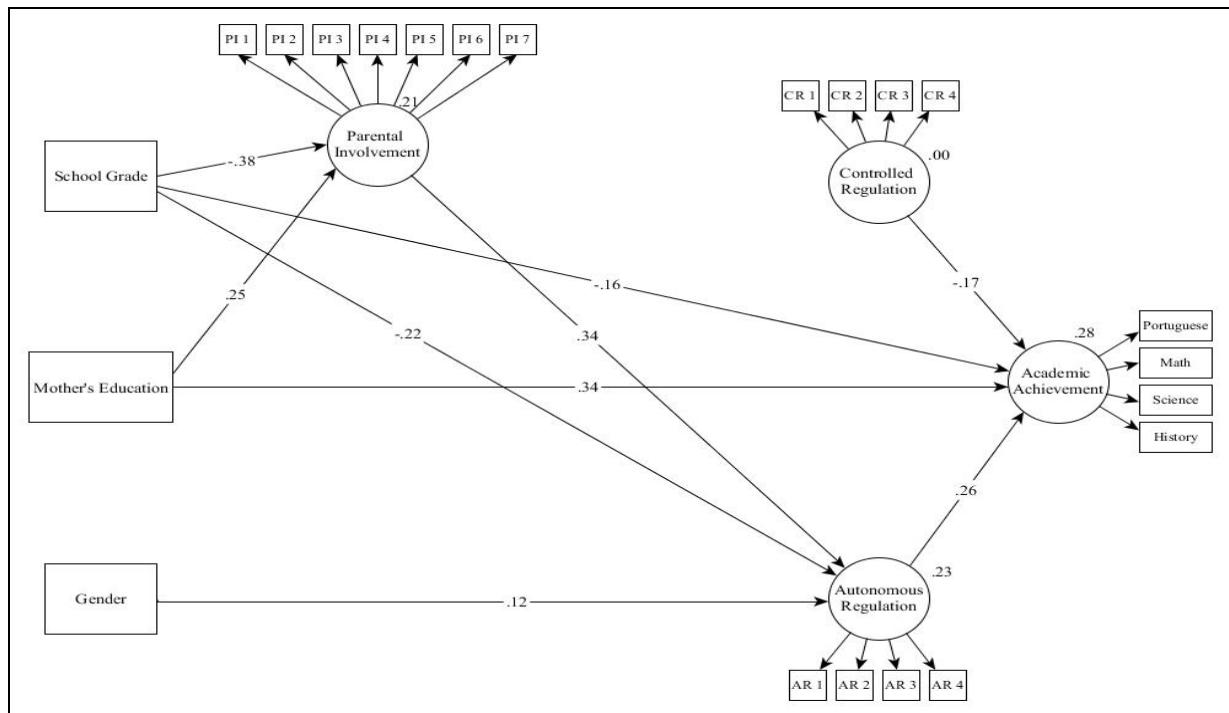 PI 1
PI 2
PI 3
PI 4
PI 5
PI 6
PI 7
.21
Parental
Involvement
CR 1
CR 2
CR 3
CR 4
.00
Controlled
Regulation
School Grade
-.38
-.16
-.17
.25
-.22
.34
Portuguese
Math
Science
History
.28
Academic
Achievement
Mother's Education
.34
.26
Gender
.12
.23
Autonomous
Regulation
AR 1
AR 2
AR 3
AR 4